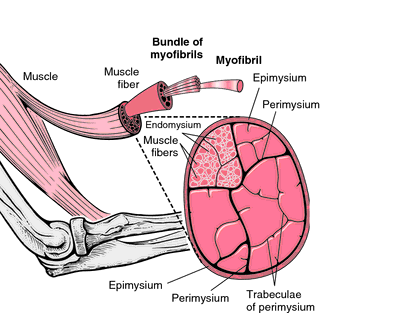 Bundle of
myofibrils
Myofibril
Muscle
Muscle
fiber
Epimysium
Perimysium
Endomysium
Muscle
fibers
Epimysium
Perimysium
Trabeculae
of perimysium